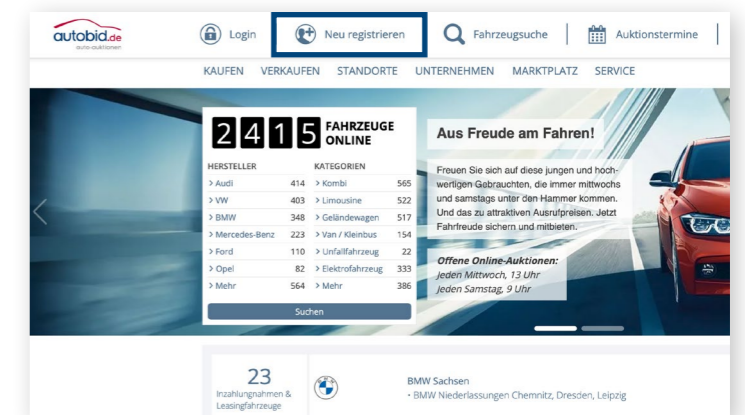 autobid.de
auto-auktionen
Login
Neu registrieren
Fahrzeugsuche
Auktionstermine
KAUFEN VERKAUFEN STANDORTE UNTERNEHMEN MARKTPLATZ SERVICE
2415 FAHRZEUGE ONLINE
HERSTELLER
> Audi 414
> VW 403
> BMW 348
> Mercedes-Benz 223
> Ford 110
> Opel 82
> Mehr 564
KATEGORIEN
> Kombi 565
> Limousine 522
> Geländewagen 517
> Van / Kleinbus 154
> Unfallfahrzeug 22
> Elektrofahrzeug 333
> Mehr 386
Suchen
Aus Freude am Fahren!
Freuen Sie sich auf diese jungen und hoch-
wertigen Gebrauchten, die immer mittwochs
und samstags unter den Hammer kommen.
Und das zu attraktiven Ausrufpreisen. Jetzt
Fahrfreude sichern und mitbieten.
Offene Online-Auktionen:
Jeden Mittwoch, 13 Uhr
Jeden Samstag, 9 Uhr
23
Inzahlungnahmen &
Leasingfahrzeuge
BMW Sachsen
• BMW Niederlassungen Chemnitz, Dresden, Leipzig